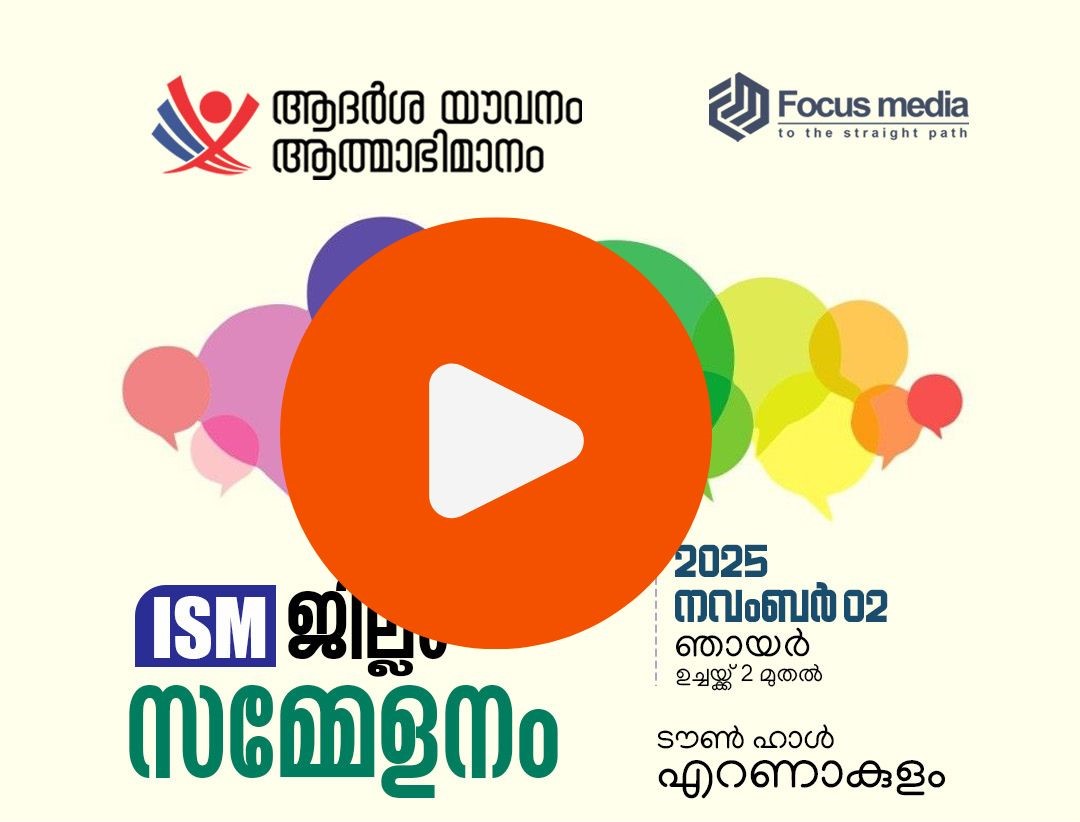 ആദർശ യൗവനം
ആത്മാഭിമാനം
Focus media
to the straight path
2025
നവംബർ 02
ഞായർ
ഉച്ചയ്ക്ക് 2 മുതൽ
ISM ജില്ലാ
സമ്മേളനം
ടൗൺ ഹാൾ
എറണാകുളം